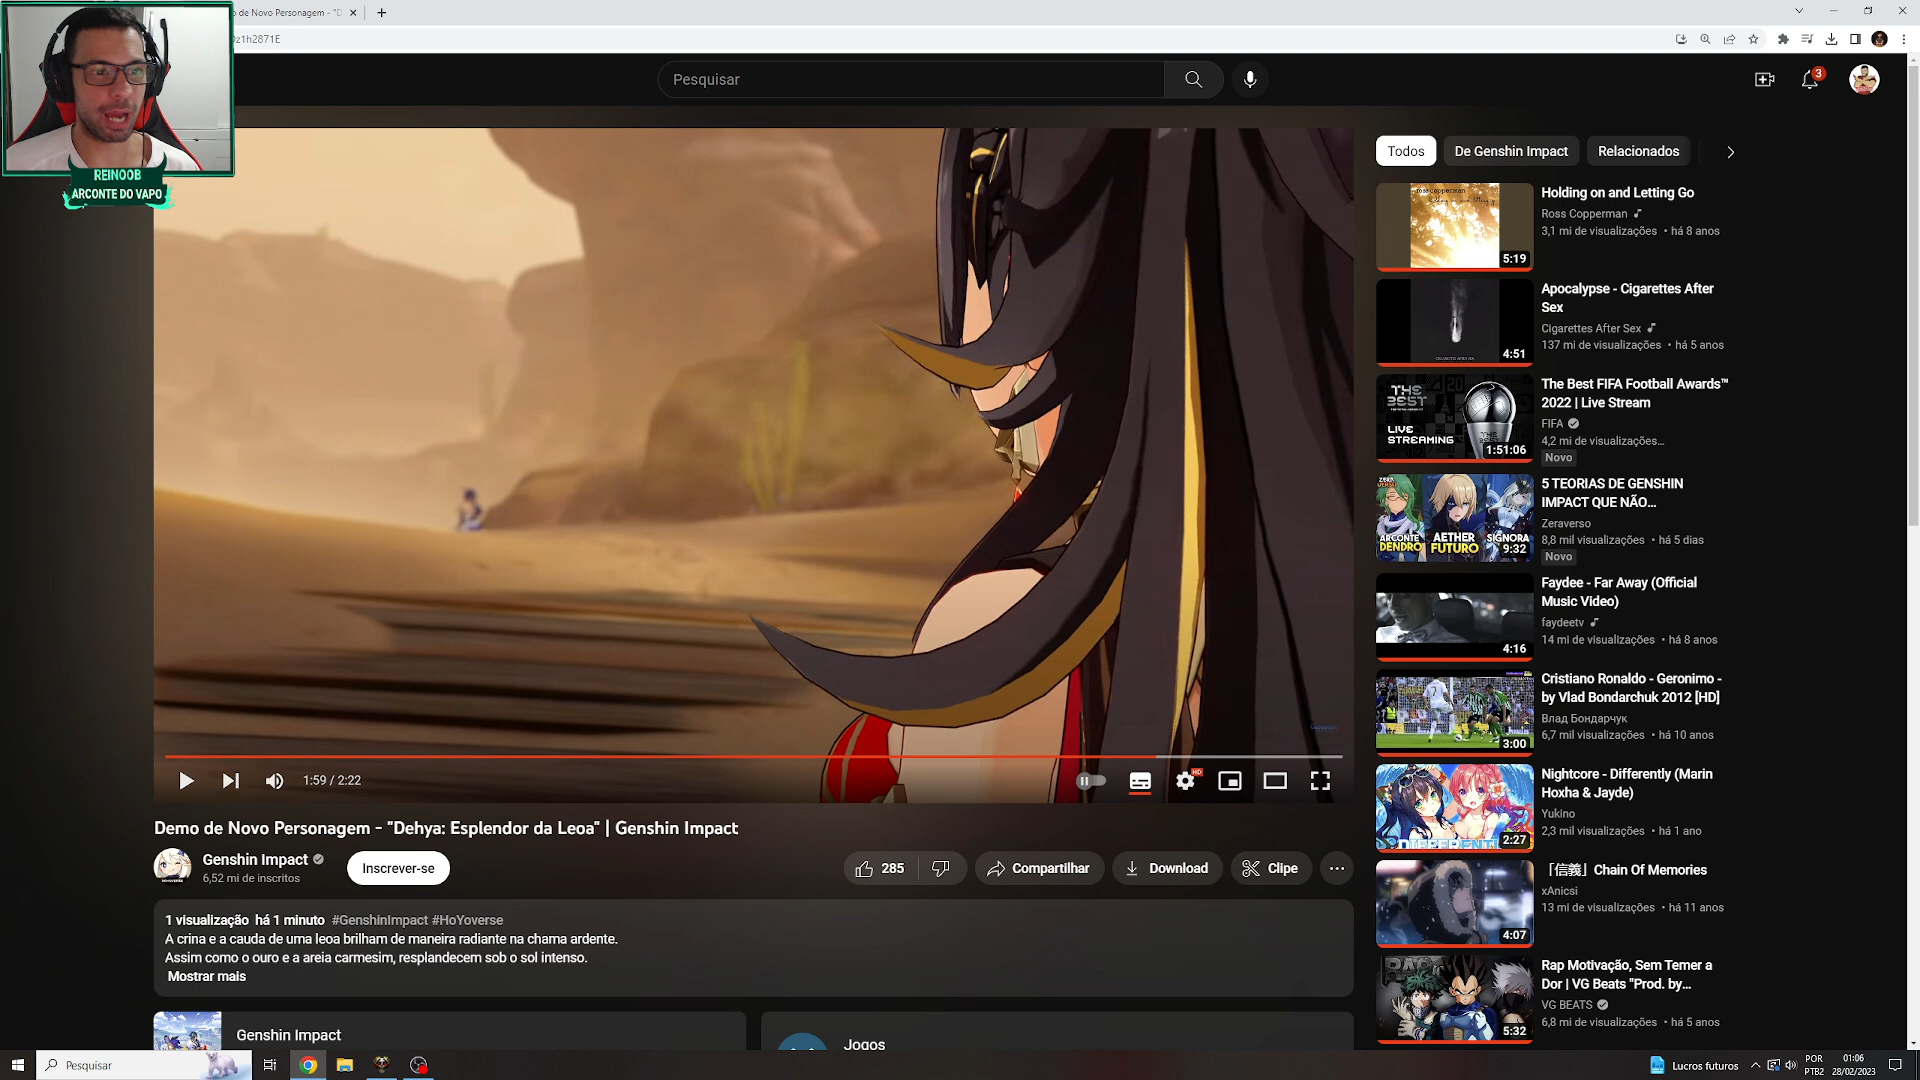 o de Novo Personagem - "D
0z1h2871E
REINOOB
ARCONTE DO VAPO
Pesquisar
3
Todos
De Genshin Impact
Relacionados
5:19
Holding on and Letting Go
Ross Copperman
3,1 mi de visualizações • há 8 anos
4:51
Apocalypse - Cigarettes After
Sex
Cigarettes After Sex
137 mi de visualizações • há 5 anos
THE
BEST
LIVE
STREAMING
1:51:06
The Best FIFA Football Awards™
2022 | Live Stream
FIFA
4,2 mi de visualizações...
Novo
ARCONTE
DENDRO
AETHER
FUTURO
SIGNORA
9:32
5 TEORIAS DE GENSHIN
IMPACT QUE NÃO...
Zeraverso
8,8 mil visualizações • há 5 dias
Novo
4:16
Faydee - Far Away (Official
Music Video)
faydeetv
14 mi de visualizações • há 8 anos
3:00
Cristiano Ronaldo - Geronimo -
by Vlad Bondarchuk 2012 [HD]
Влад Бондарчук
6,7 mil visualizações • há 10 anos
2:27
Nightcore - Differently (Marin
Hoxha & Jayde)
Yukino
2,3 mil visualizações • há 1 ano
4:07
「信義」Chain Of Memories
xAnicsi
13 mi de visualizações • há 11 anos
5:32
Rap Motivação, Sem Temer a
Dor | VG Beats "Prod. by...
VG BEATS
6,8 mi de visualizações • há 5 anos
1:59 / 2:22
HD
Demo de Novo Personagem - "Dehya: Esplendor da Leoa" | Genshin Impact
Genshin Impact
6,52 mi de inscritos
Inscrever-se
285
Compartilhar
Download
Clipe
1 visualização há 1 minuto #GenshinImpact #HoYoverse
A crina e a cauda de uma leoa brilham de maneira radiante na chama ardente.
Assim como o ouro e a areia carmesim, resplandecem sob o sol intenso.
Mostrar mais
Genshin Impact
Jogos
Pesquisar
Lucros futuros
POR
PTB2
01:06
28/02/2023